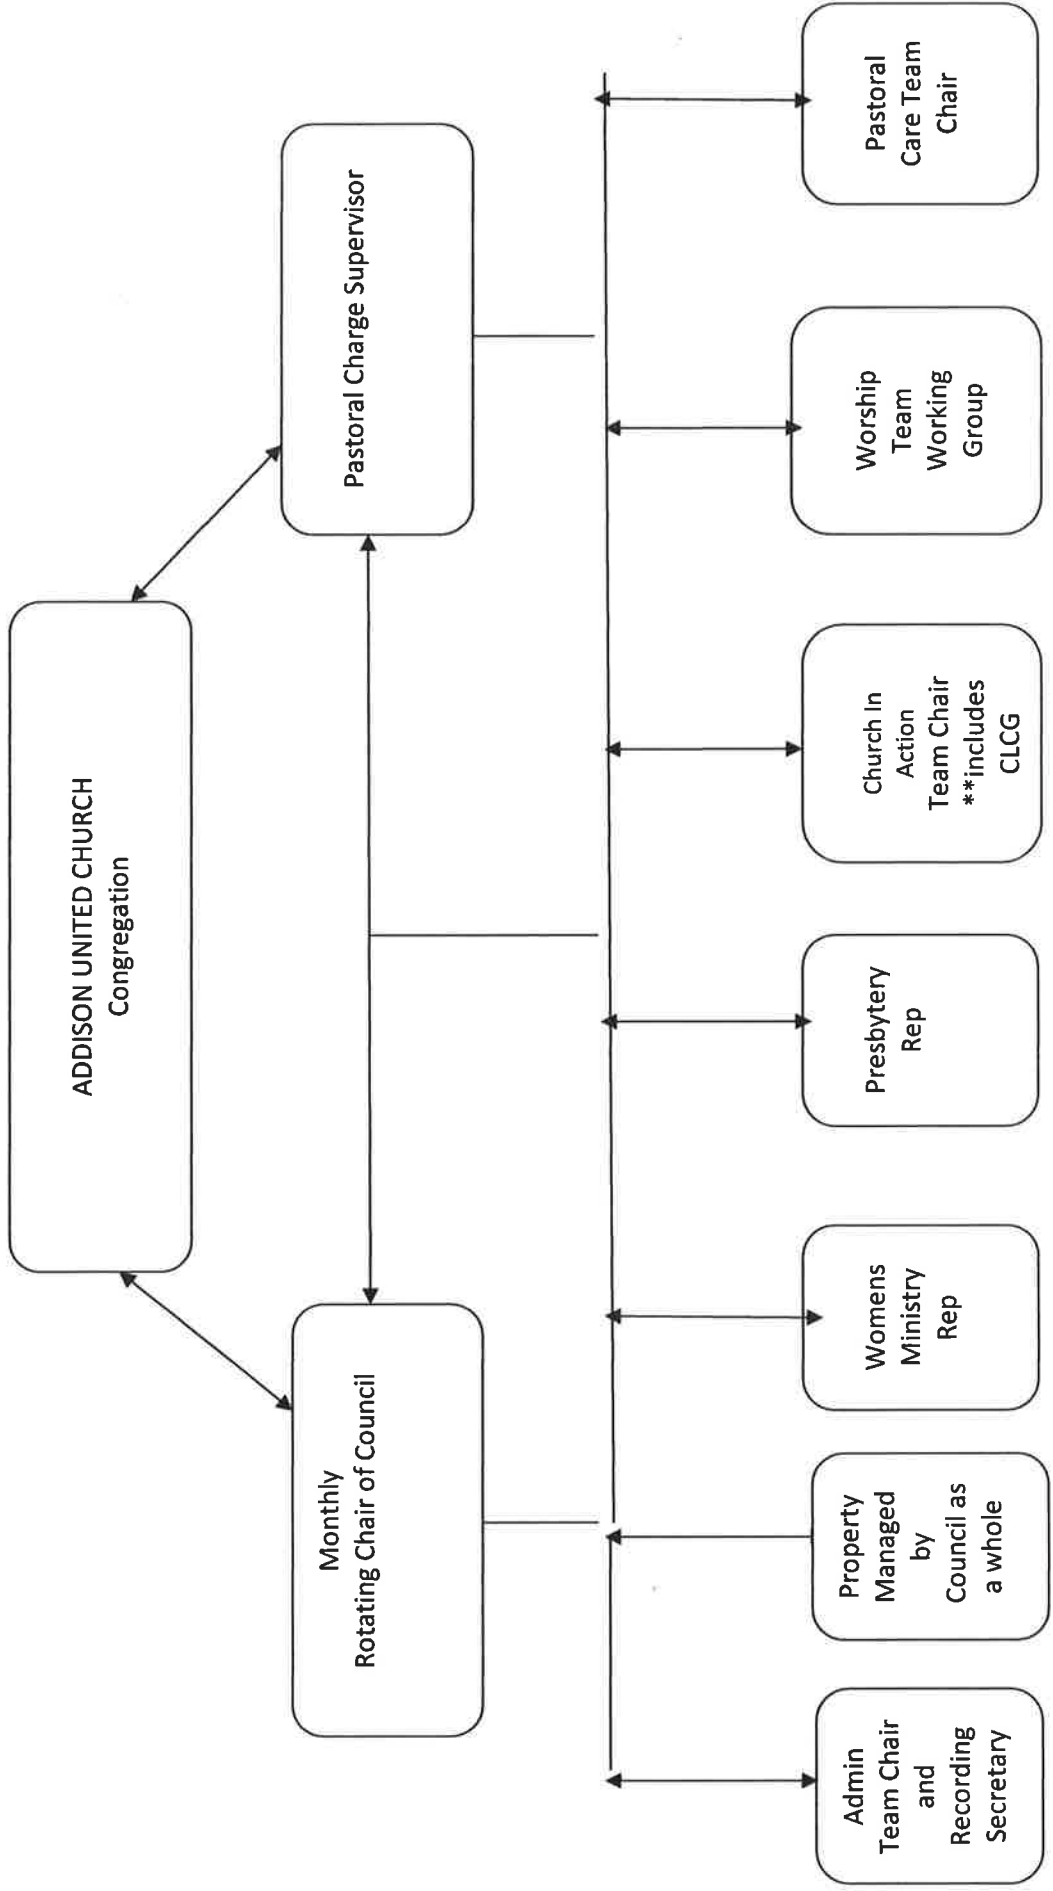 ADDISON UNITED CHURCH
Congregation
Monthly
Rotating Chair of Council
Pastoral Charge Supervisor
Admin
Team Chair
and
Recording
Secretary
Property
Managed
by
Council as
a whole
Womens
Ministry
Rep
Presbytery
Rep
Church In
Action
Team Chair
**includes
CLCG
Worship
Team
Working
Group
Pastoral
Care Team
Chair